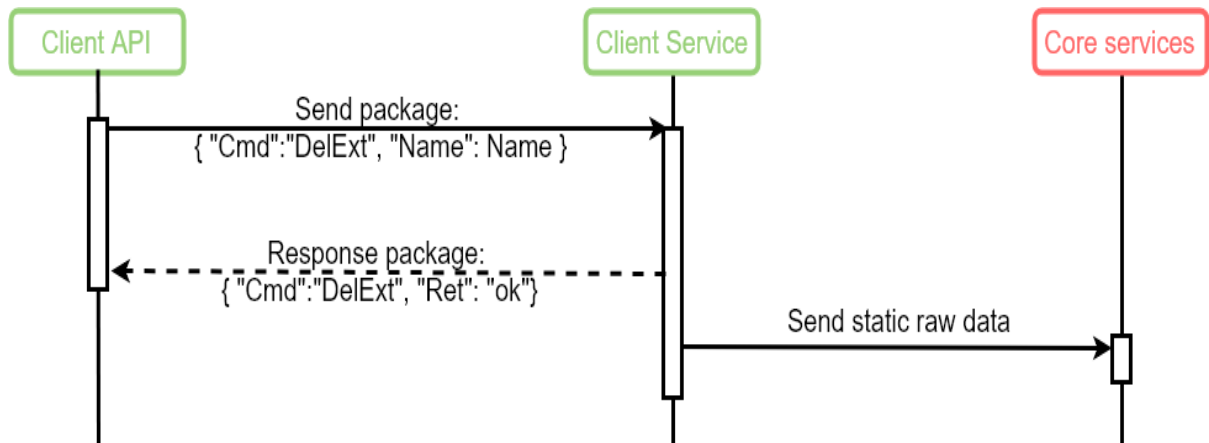 Client API
Client Service
Core services
Send package:
{ "Cmd":"DelExt", "Name": Name }
Response package:
{ "Cmd":"DelExt", "Ret": "ok"}
Send static raw data